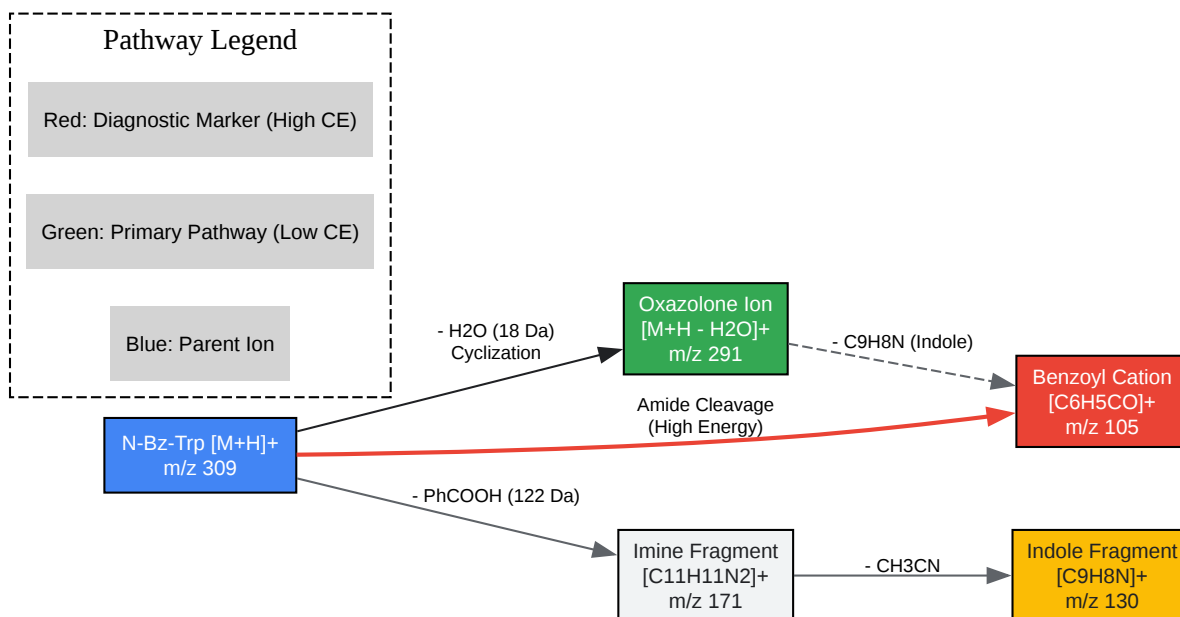 Pathway Legend
Red: Diagnostic Marker (High CE)
Green: Primary Pathway (Low CE)
Blue: Parent Ion
N-Bz-Trp [M+H]+
m/z 309
- H2O (18 Da)
Cyclization
Oxazolone Ion
[M+H - H2O]+
m/z 291
- C9H8N (Indole)
Amide Cleavage
(High Energy)
Benzoyl Cation
[C6H5CO]+
m/z 105
- PhCOOH (122 Da)
Imine Fragment
[C11H11N2]+
m/z 171
- CH3CN
Indole Fragment
[C9H8N]+
m/z 130